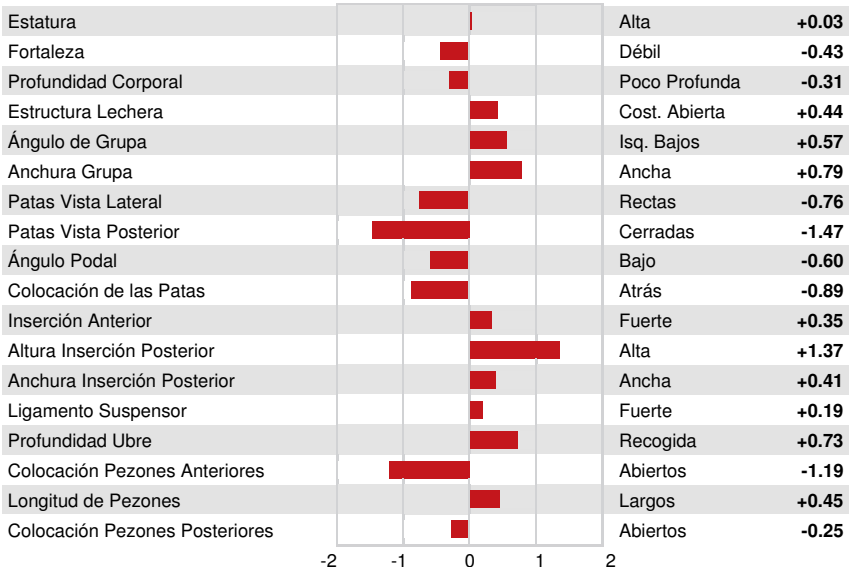 Estatura Alta +0.03
Fortaleza Débil -0.43
Profundidad Corporal Poco Profunda -0.31
Estructura Lechera Cost. Abierta +0.44
Ángulo de Grupa Isq. Bajos +0.57
Anchura Grupa Ancha +0.79
Patas Vista Lateral Rectas -0.76
Patas Vista Posterior Cerradas -1.47
Ángulo Podal Bajo -0.60
Colocación de las Patas Atrás -0.89
Inserción Anterior Fuerte +0.35
Altura Inserción Posterior Alta +1.37
Anchura Inserción Posterior Ancha +0.41
Ligamento Suspensor Fuerte +0.19
Profundidad Ubre Recogida +0.73
Colocación Pezones Anteriores Abiertos -1.19
Longitud de Pezones Largos +0.45
Colocación Pezones Posteriores Abiertos -0.25
-2 -1 0 1 2